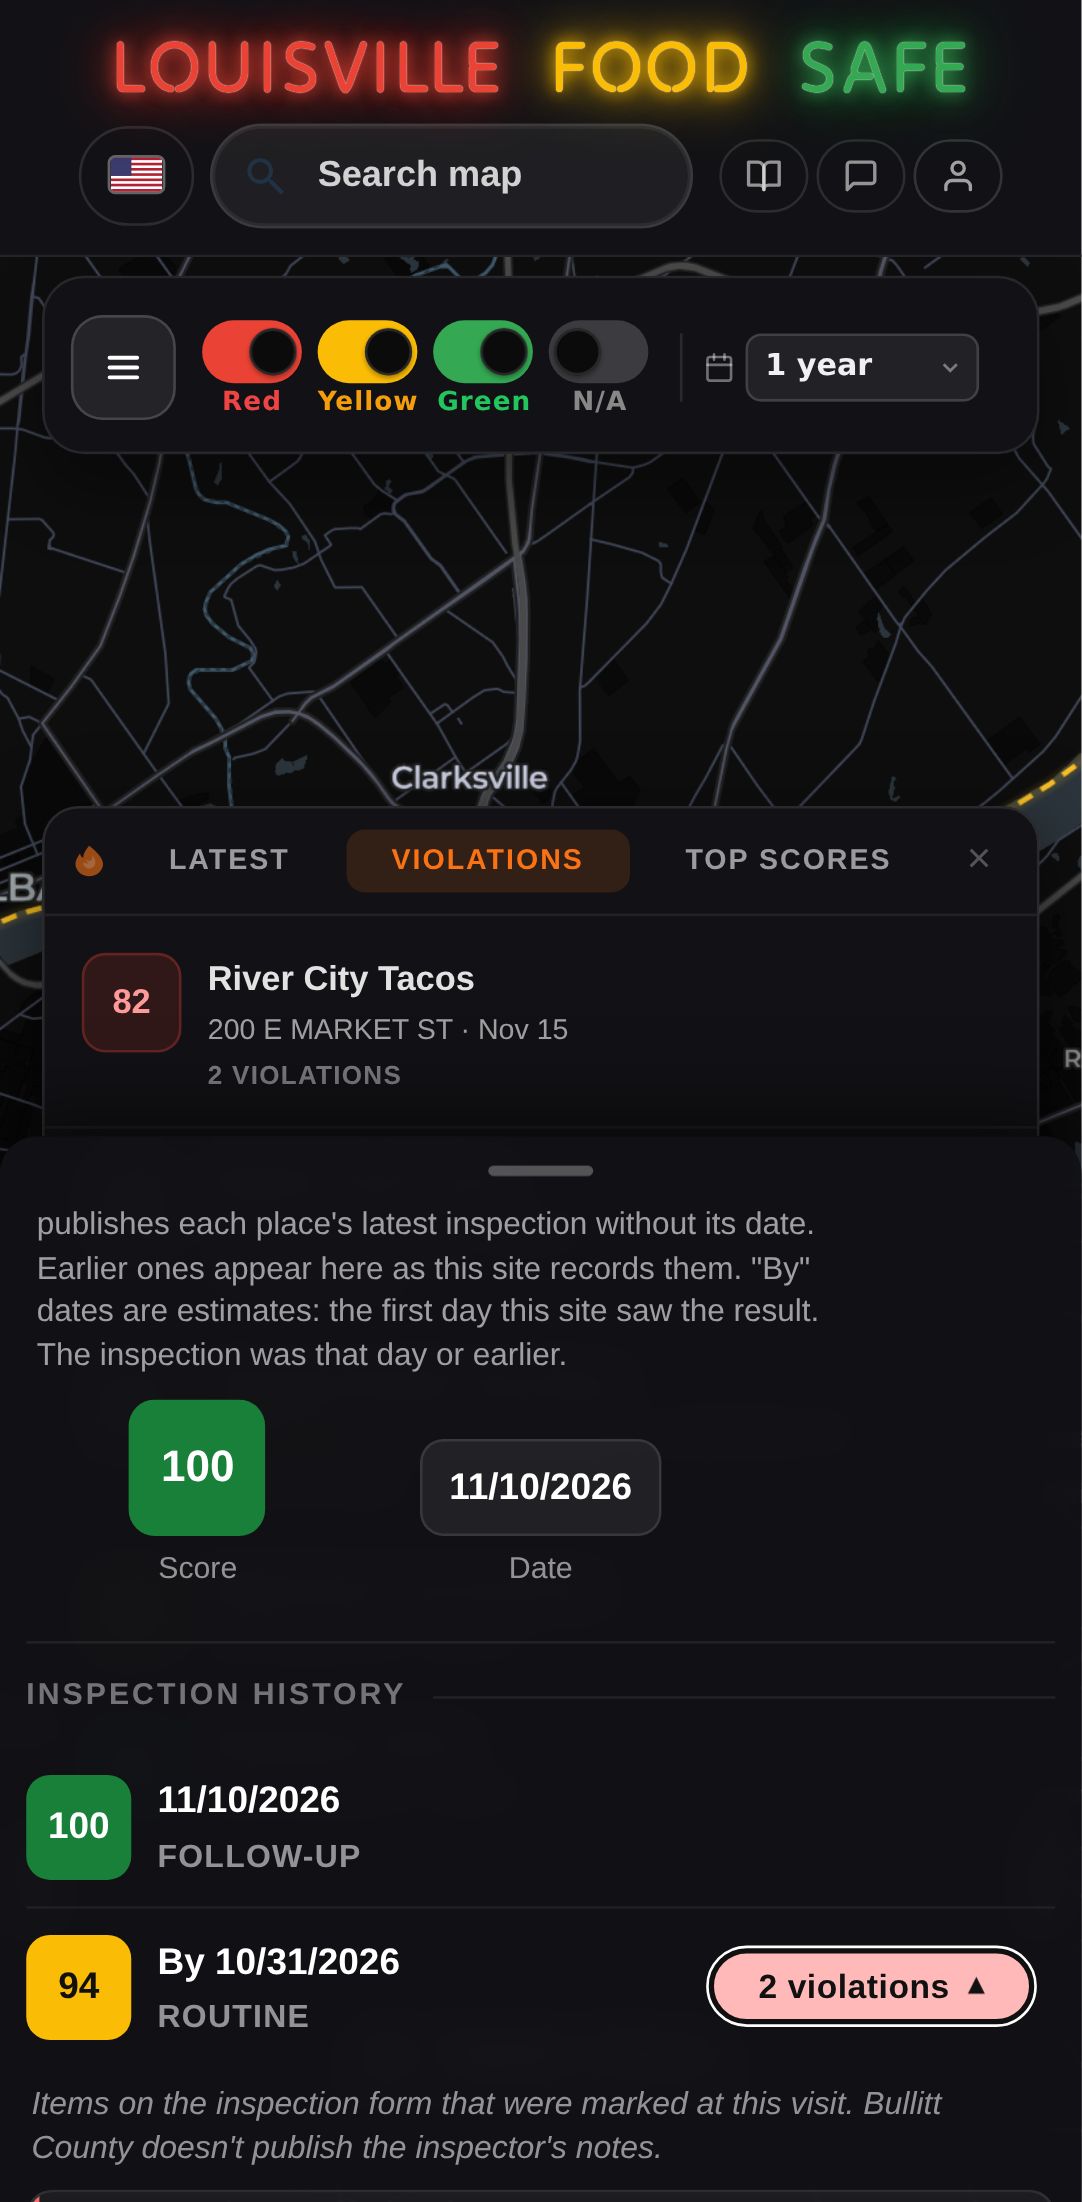 LOUISVILLE FOOD SAFE
Search map
Red Yellow Green N/A
1 year
Clarksville
LATEST VIOLATIONS TOP SCORES
82
River City Tacos
200 E MARKET ST · Nov 15
2 VIOLATIONS
publishes each place's latest inspection without its date.
Earlier ones appear here as this site records them. "By"
dates are estimates: the first day this site saw the result.
The inspection was that day or earlier.
100
Score
11/10/2026
Date
INSPECTION HISTORY
100
11/10/2026
FOLLOW-UP
94
By 10/31/2026
ROUTINE
2 violations ▲
Items on the inspection form that were marked at this visit. Bullitt
County doesn't publish the inspector's notes.